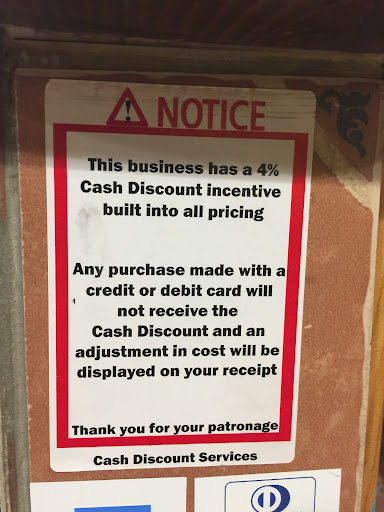 NOTICE
This business has a 4%
Cash Discount incentive
built into all pricing
Any purchase made with a
credit or debit card will
not receive the
Cash Discount and an
adjustment in cost will be
displayed on your receipt
Thank you for your patronage
Cash Discount Services